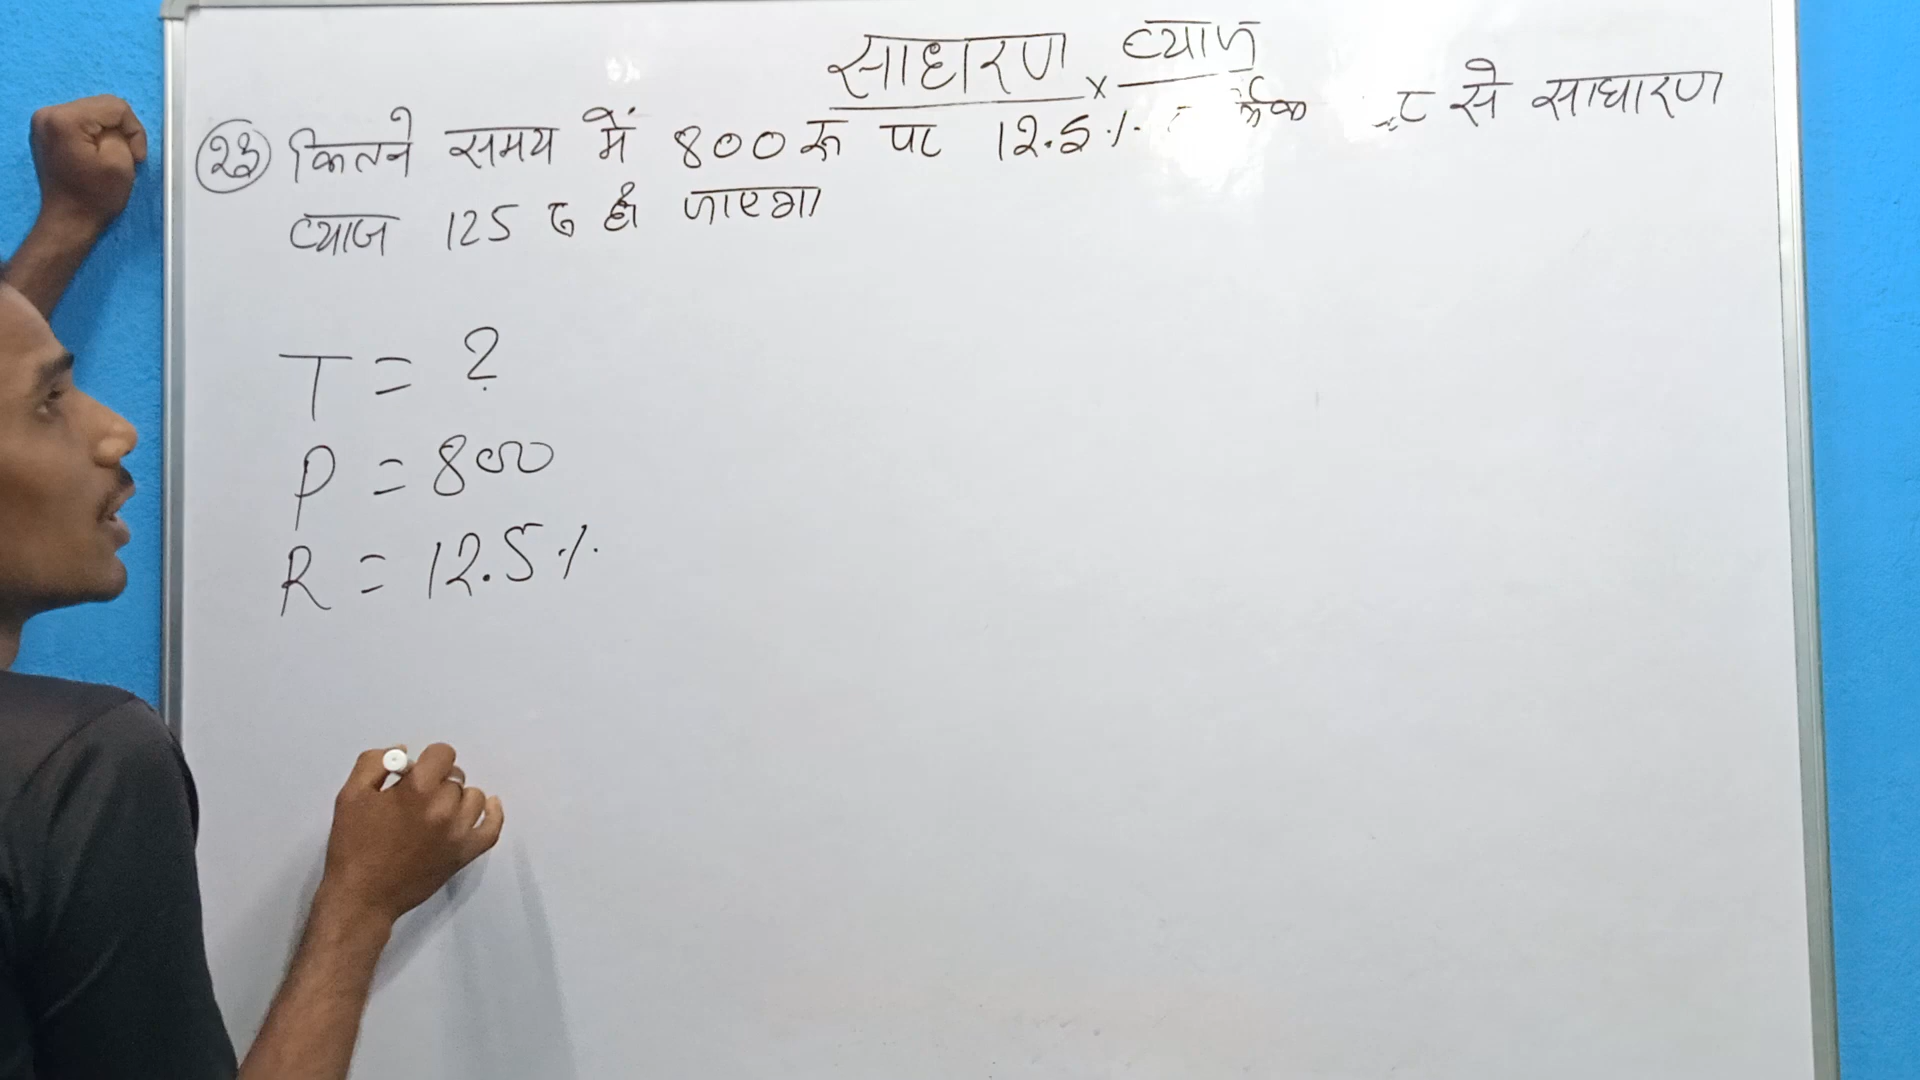 साधारण ब्याज
(23) कितने समय में 800 रू पर 12.5% से साधारण
ब्याज 125 रु हो जाएगा
T = ?
P = 800
R = 12.5%